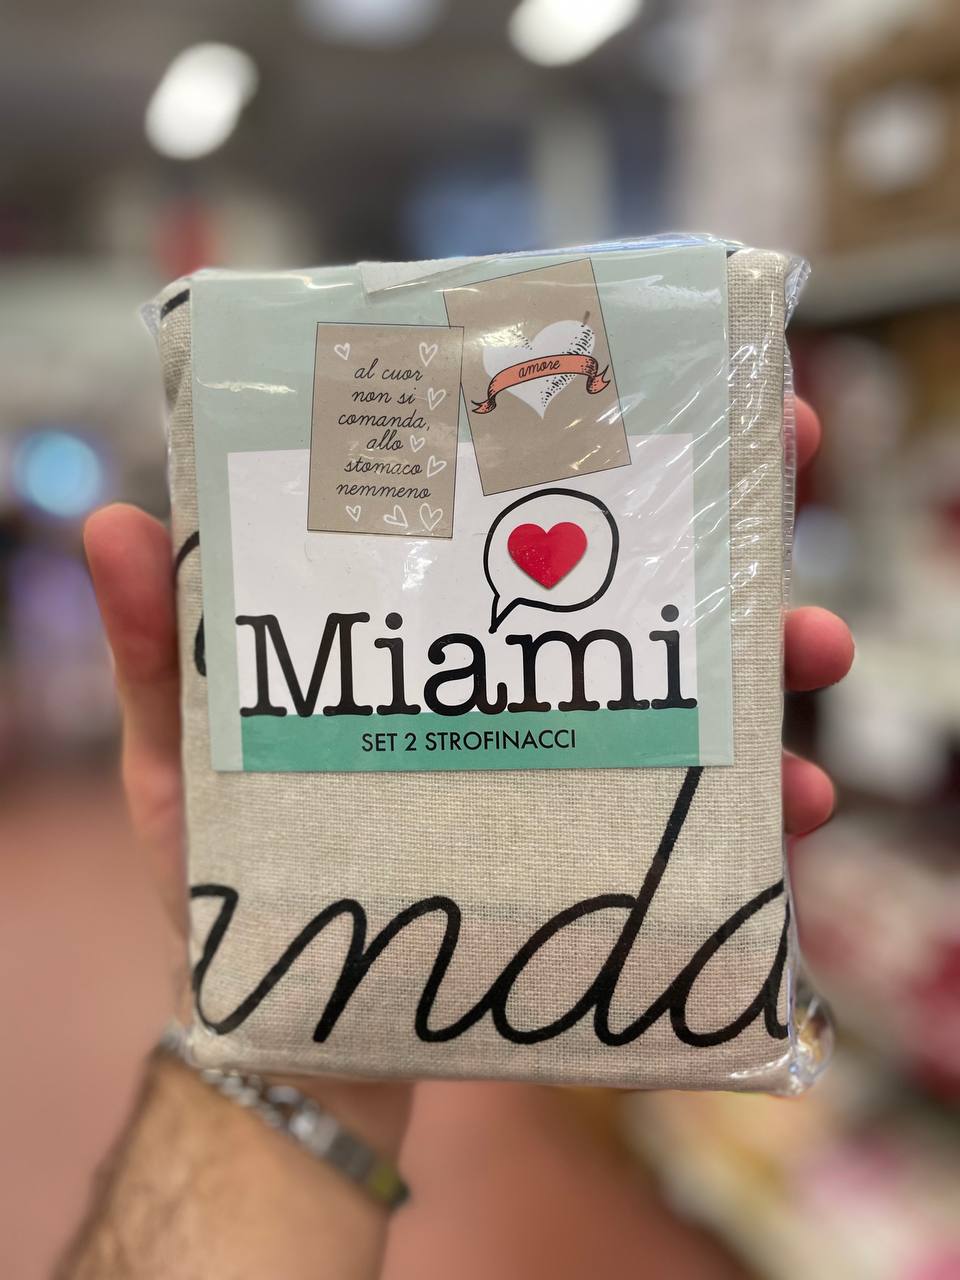 al cuor
non si
comanda,
allo
stomaco
nemmeno
amore
Miami
SET 2 STROFINACCI
anda